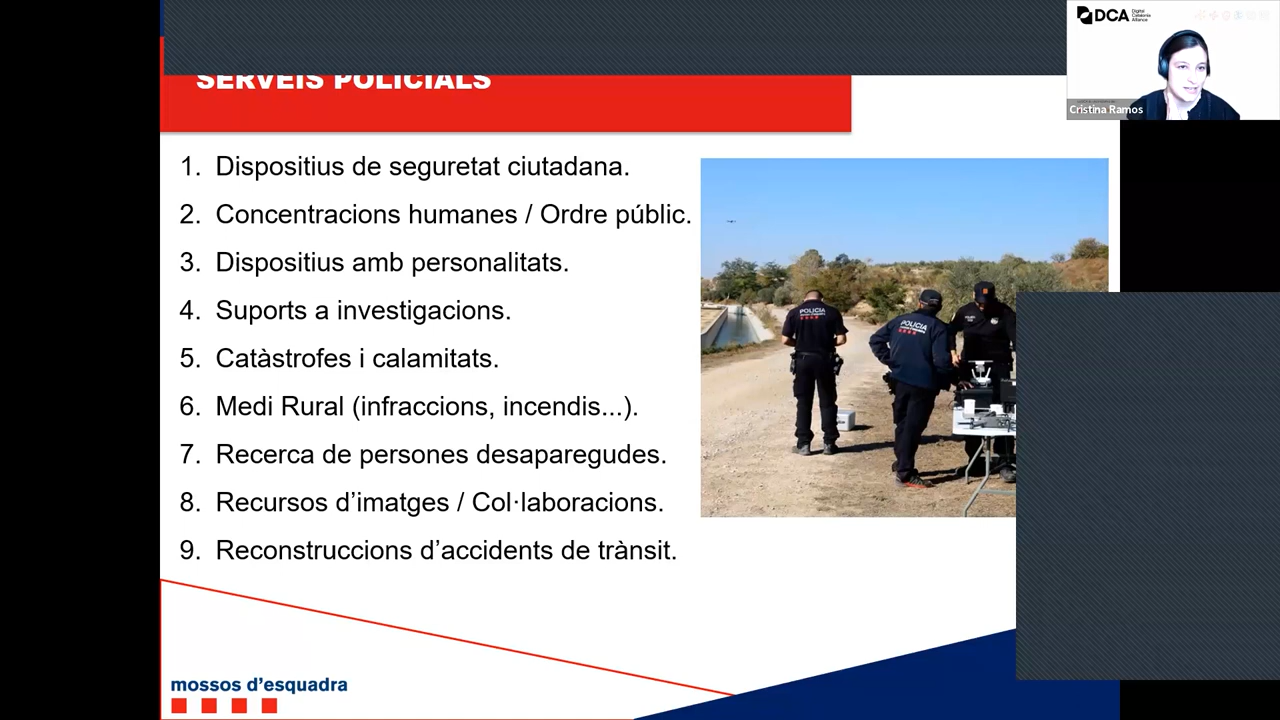 DCA Digital Catalonia Alliance
Cristina Ramos
SERVEIS POLICIALS
1. Dispositius de seguretat ciutadana.
2. Concentracions humanes / Ordre públic.
3. Dispositius amb personalitats.
4. Suports a investigacions.
5. Catàstrofes i calamitats.
6. Medi Rural (infraccions, incendis...).
7. Recerca de persones desaparegudes.
8. Recursos d’imatges / Col·laboracions.
9. Reconstruccions d’accidents de trànsit.
POLICIA
POLICIA
mossos d’esquadra